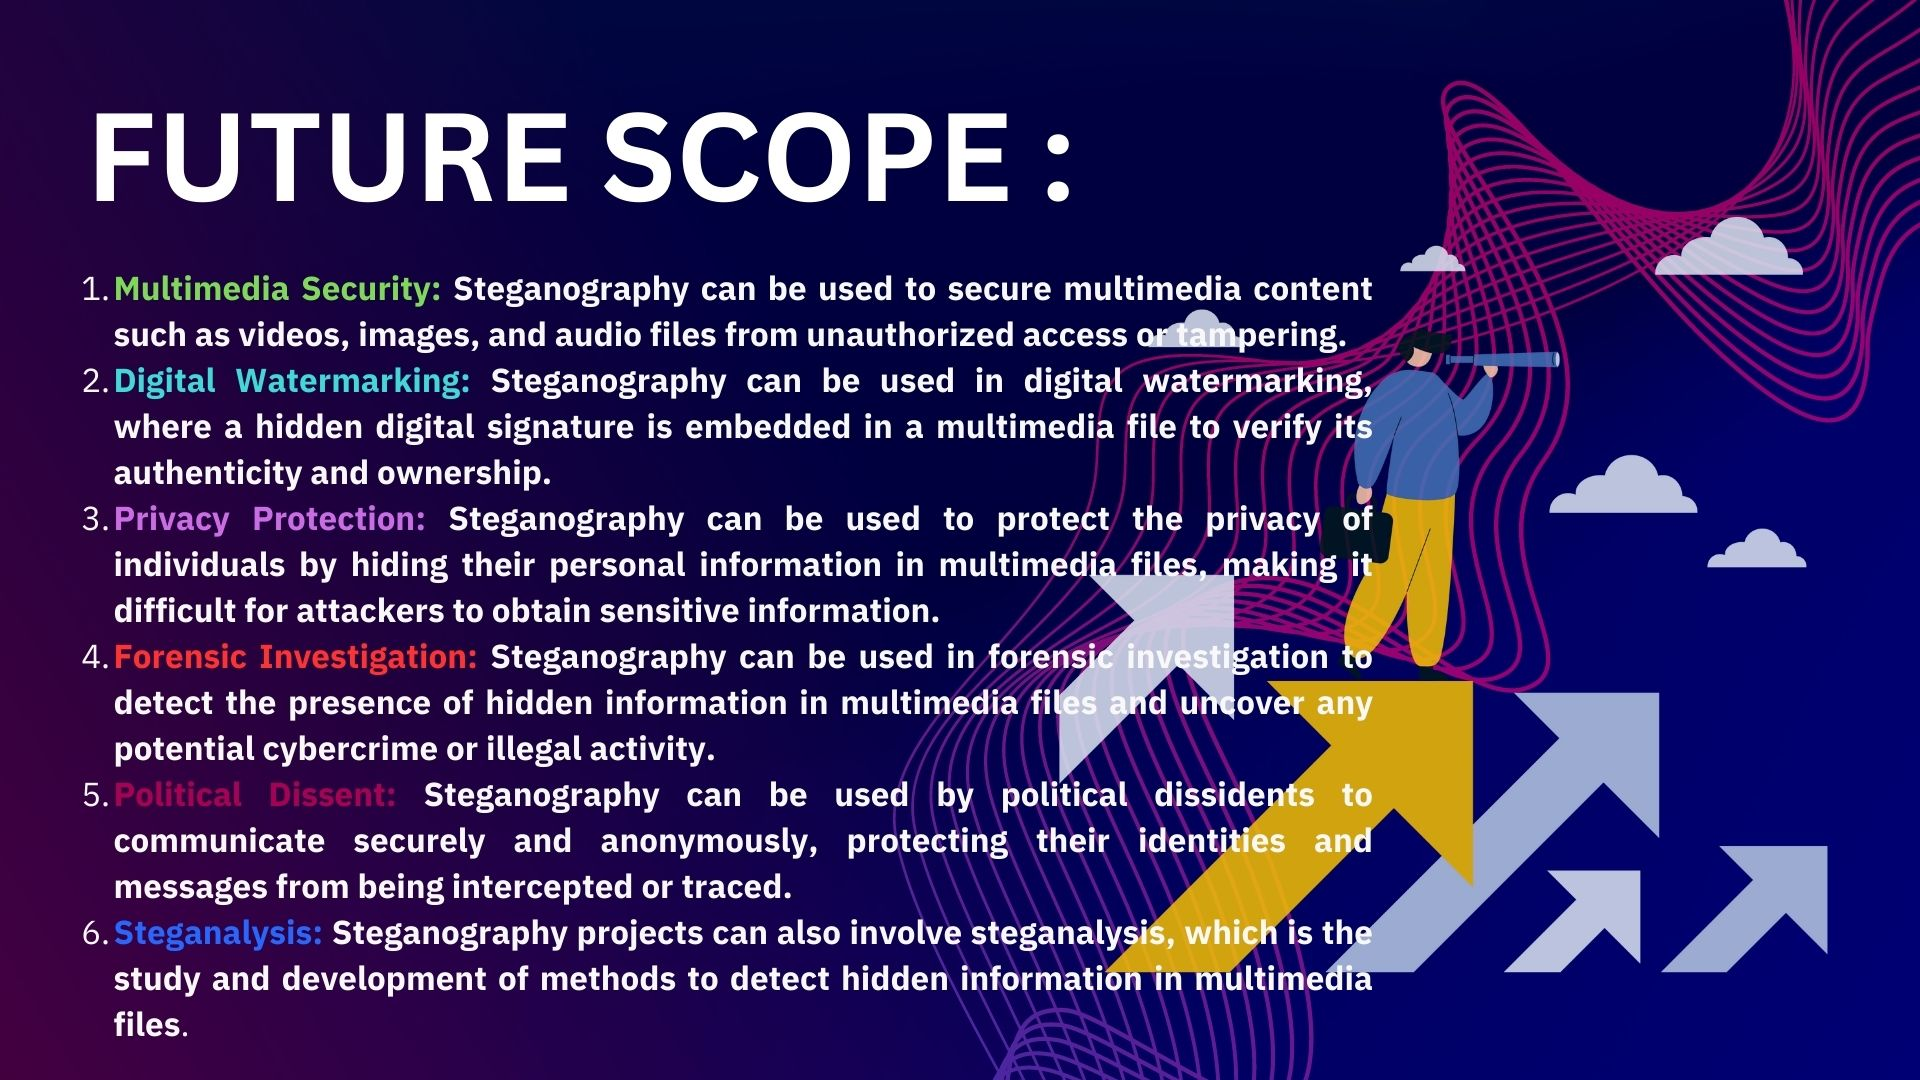 FUTURE SCOPE :
1. Multimedia Security: Steganography can be used to secure multimedia content
such as videos, images, and audio files from unauthorized access or tampering.
2. Digital Watermarking: Steganography can be used in digital watermarking,
where a hidden digital signature is embedded in a multimedia file to verify its
authenticity and ownership.
3. Privacy Protection: Steganography can be used to protect the privacy of
individuals by hiding their personal information in multimedia files, making it
difficult for attackers to obtain sensitive information.
4. Forensic Investigation: Steganography can be used in forensic investigation to
detect the presence of hidden information in multimedia files and uncover any
potential cybercrime or illegal activity.
5. Political Dissent: Steganography can be used by political dissidents to
communicate securely and anonymously, protecting their identities and
messages from being intercepted or traced.
6. Steganalysis: Steganography projects can also involve steganalysis, which is the
study and development of methods to detect hidden information in multimedia
files.